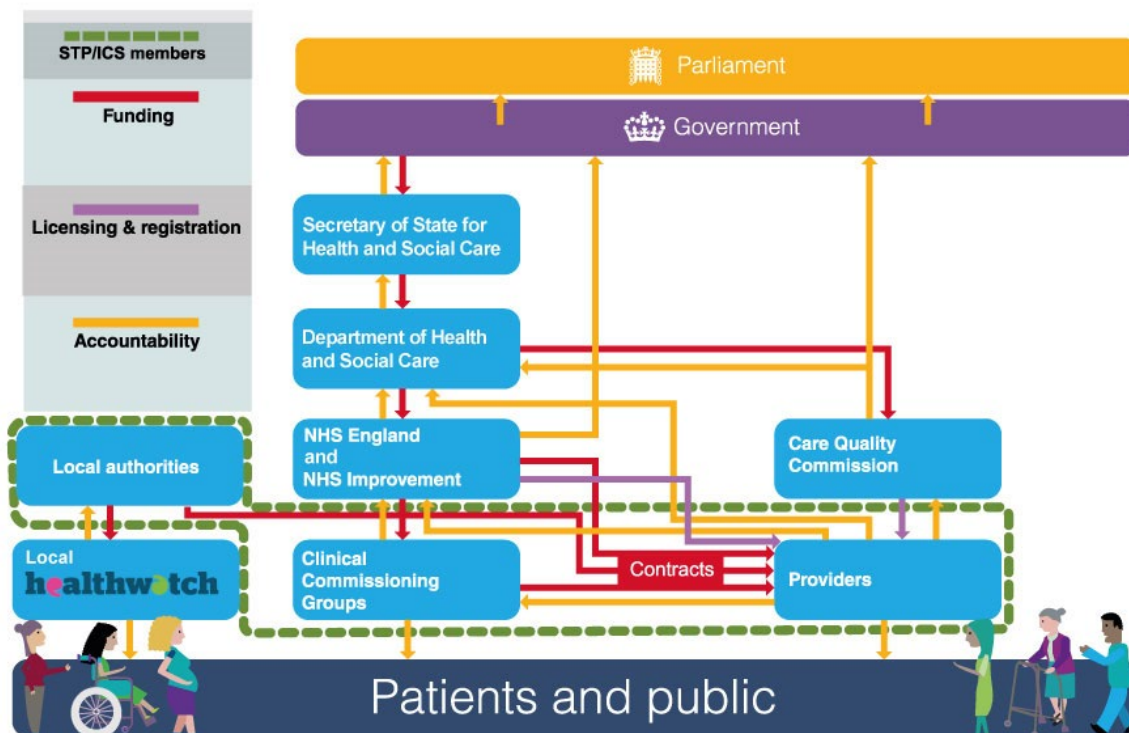 STP/ICS members
Funding
Licensing & registration
Accountability
Parliament
Government
Secretary of State for
Health and Social Care
Department of Health
and Social Care
NHS England
and
NHS Improvement
Care Quality
Commission
Local authorities
Local
healthwatch
Clinical
Commissioning
Groups
Contracts
Providers
Patients and public